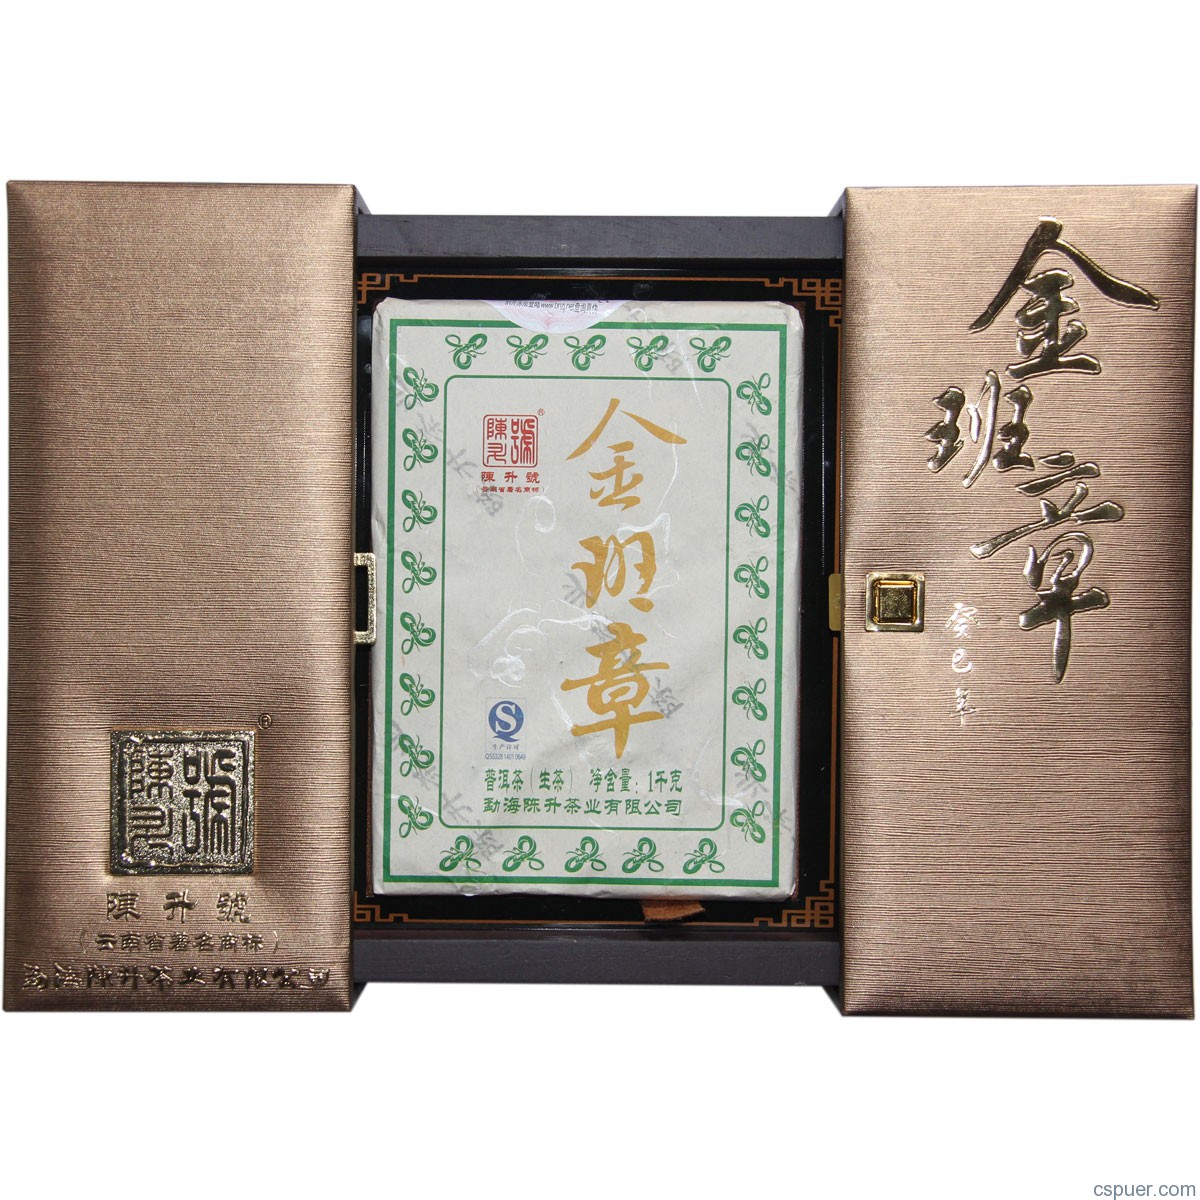 陳升號
®
陳升號
(云南省著名商标)
勐海陳升茶业有限公司
陳升號
®
陳升號
(云南省著名商标)
金班章
QS
生产许可
QS5328 1401 0649
普洱茶（生茶） 净含量：1千克
勐海陈升茶业有限公司
金班章
癸巳年
cspuer.com